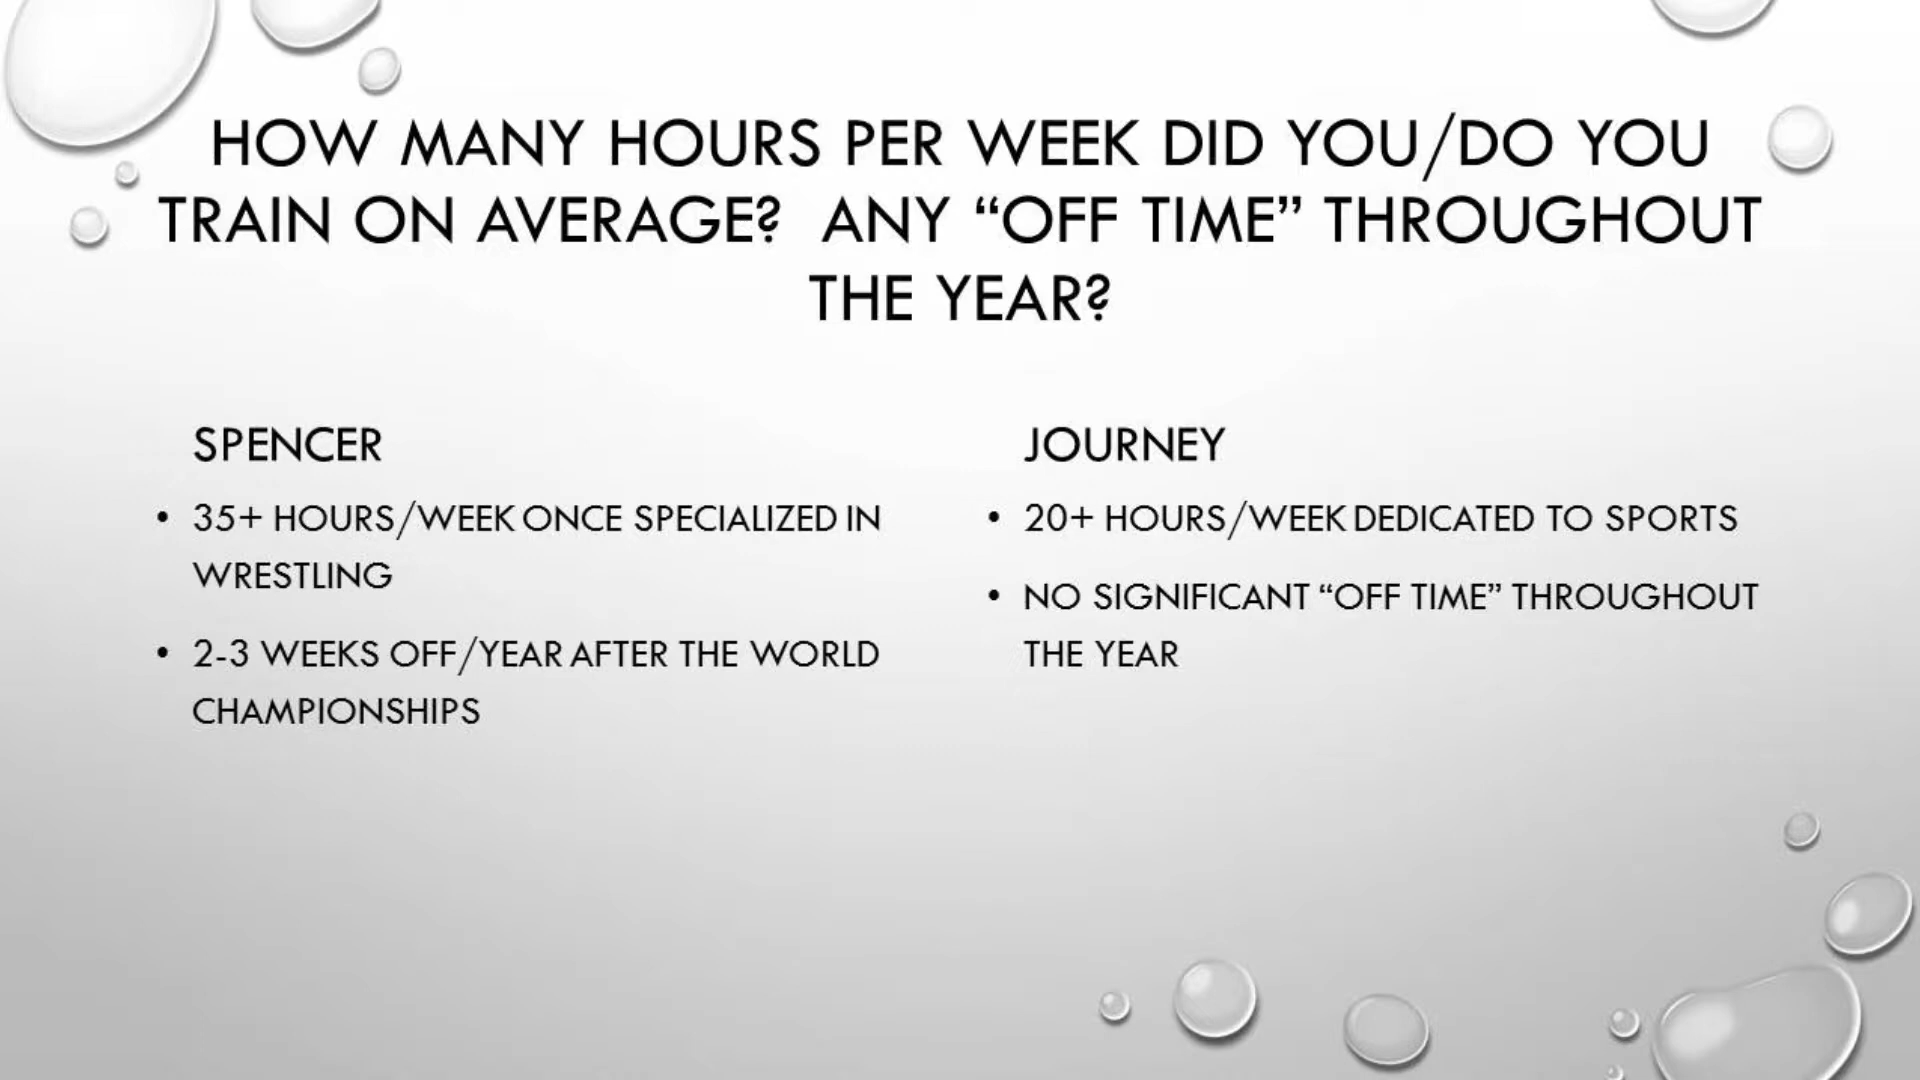 HOW MANY HOURS PER WEEK DID YOU/DO YOU
TRAIN ON AVERAGE?  ANY “OFF TIME” THROUGHOUT
THE YEAR?
SPENCER
• 35+ HOURS/WEEK ONCE SPECIALIZED IN
WRESTLING
• 2-3 WEEKS OFF/YEAR AFTER THE WORLD
CHAMPIONSHIPS
JOURNEY
• 20+ HOURS/WEEK DEDICATED TO SPORTS
• NO SIGNIFICANT “OFF TIME” THROUGHOUT
THE YEAR